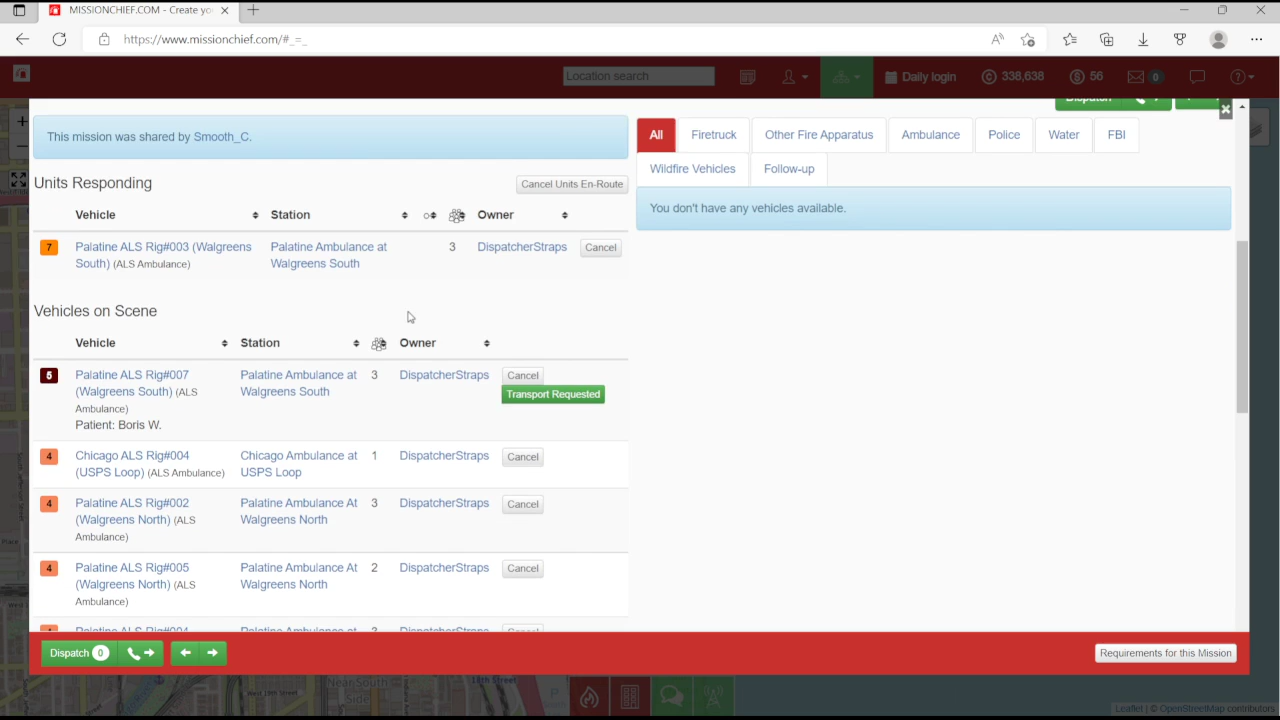 MISSIONCHIEF.COM - Create yo
https://www.missionchief.com/#_=_
Location search
Daily login
338,638
56
0
Dispatch
This mission was shared by Smooth_C.
All
Firetruck
Other Fire Apparatus
Ambulance
Police
Water
FBI
Wildfire Vehicles
Follow-up
You don't have any vehicles available.
Units Responding
Cancel Units En-Route
Vehicle
Station
Owner
7
Palatine ALS Rig#003 (Walgreens
South) (ALS Ambulance)
Palatine Ambulance at
Walgreens South
3
DispatcherStraps
Cancel
Vehicles on Scene
Vehicle
Station
Owner
5
Palatine ALS Rig#007
(Walgreens South) (ALS
Ambulance)
Patient: Boris W.
Palatine Ambulance at
Walgreens South
3
DispatcherStraps
Cancel
Transport Requested
4
Chicago ALS Rig#004
(USPS Loop) (ALS Ambulance)
Chicago Ambulance at
USPS Loop
1
DispatcherStraps
Cancel
4
Palatine ALS Rig#002
(Walgreens North) (ALS
Ambulance)
Palatine Ambulance At
Walgreens North
3
DispatcherStraps
Cancel
4
Palatine ALS Rig#005
(Walgreens North) (ALS
Ambulance)
Palatine Ambulance At
Walgreens North
2
DispatcherStraps
Cancel
Dispatch 0
Requirements for this Mission
Near South
Side
Leaflet | © OpenStreetMap contributors